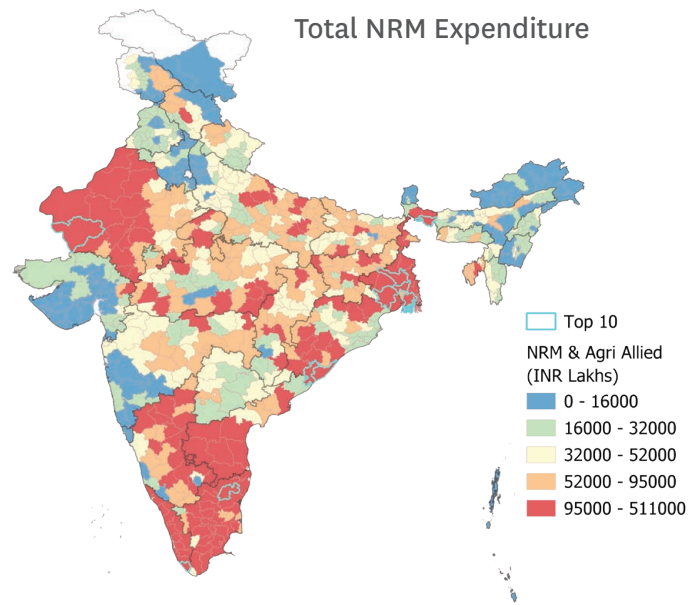 Total NRM Expenditure
Top 10
NRM & Agri Allied
(INR Lakhs)
0 - 16000
16000 - 32000
32000 - 52000
52000 - 95000
95000 - 511000